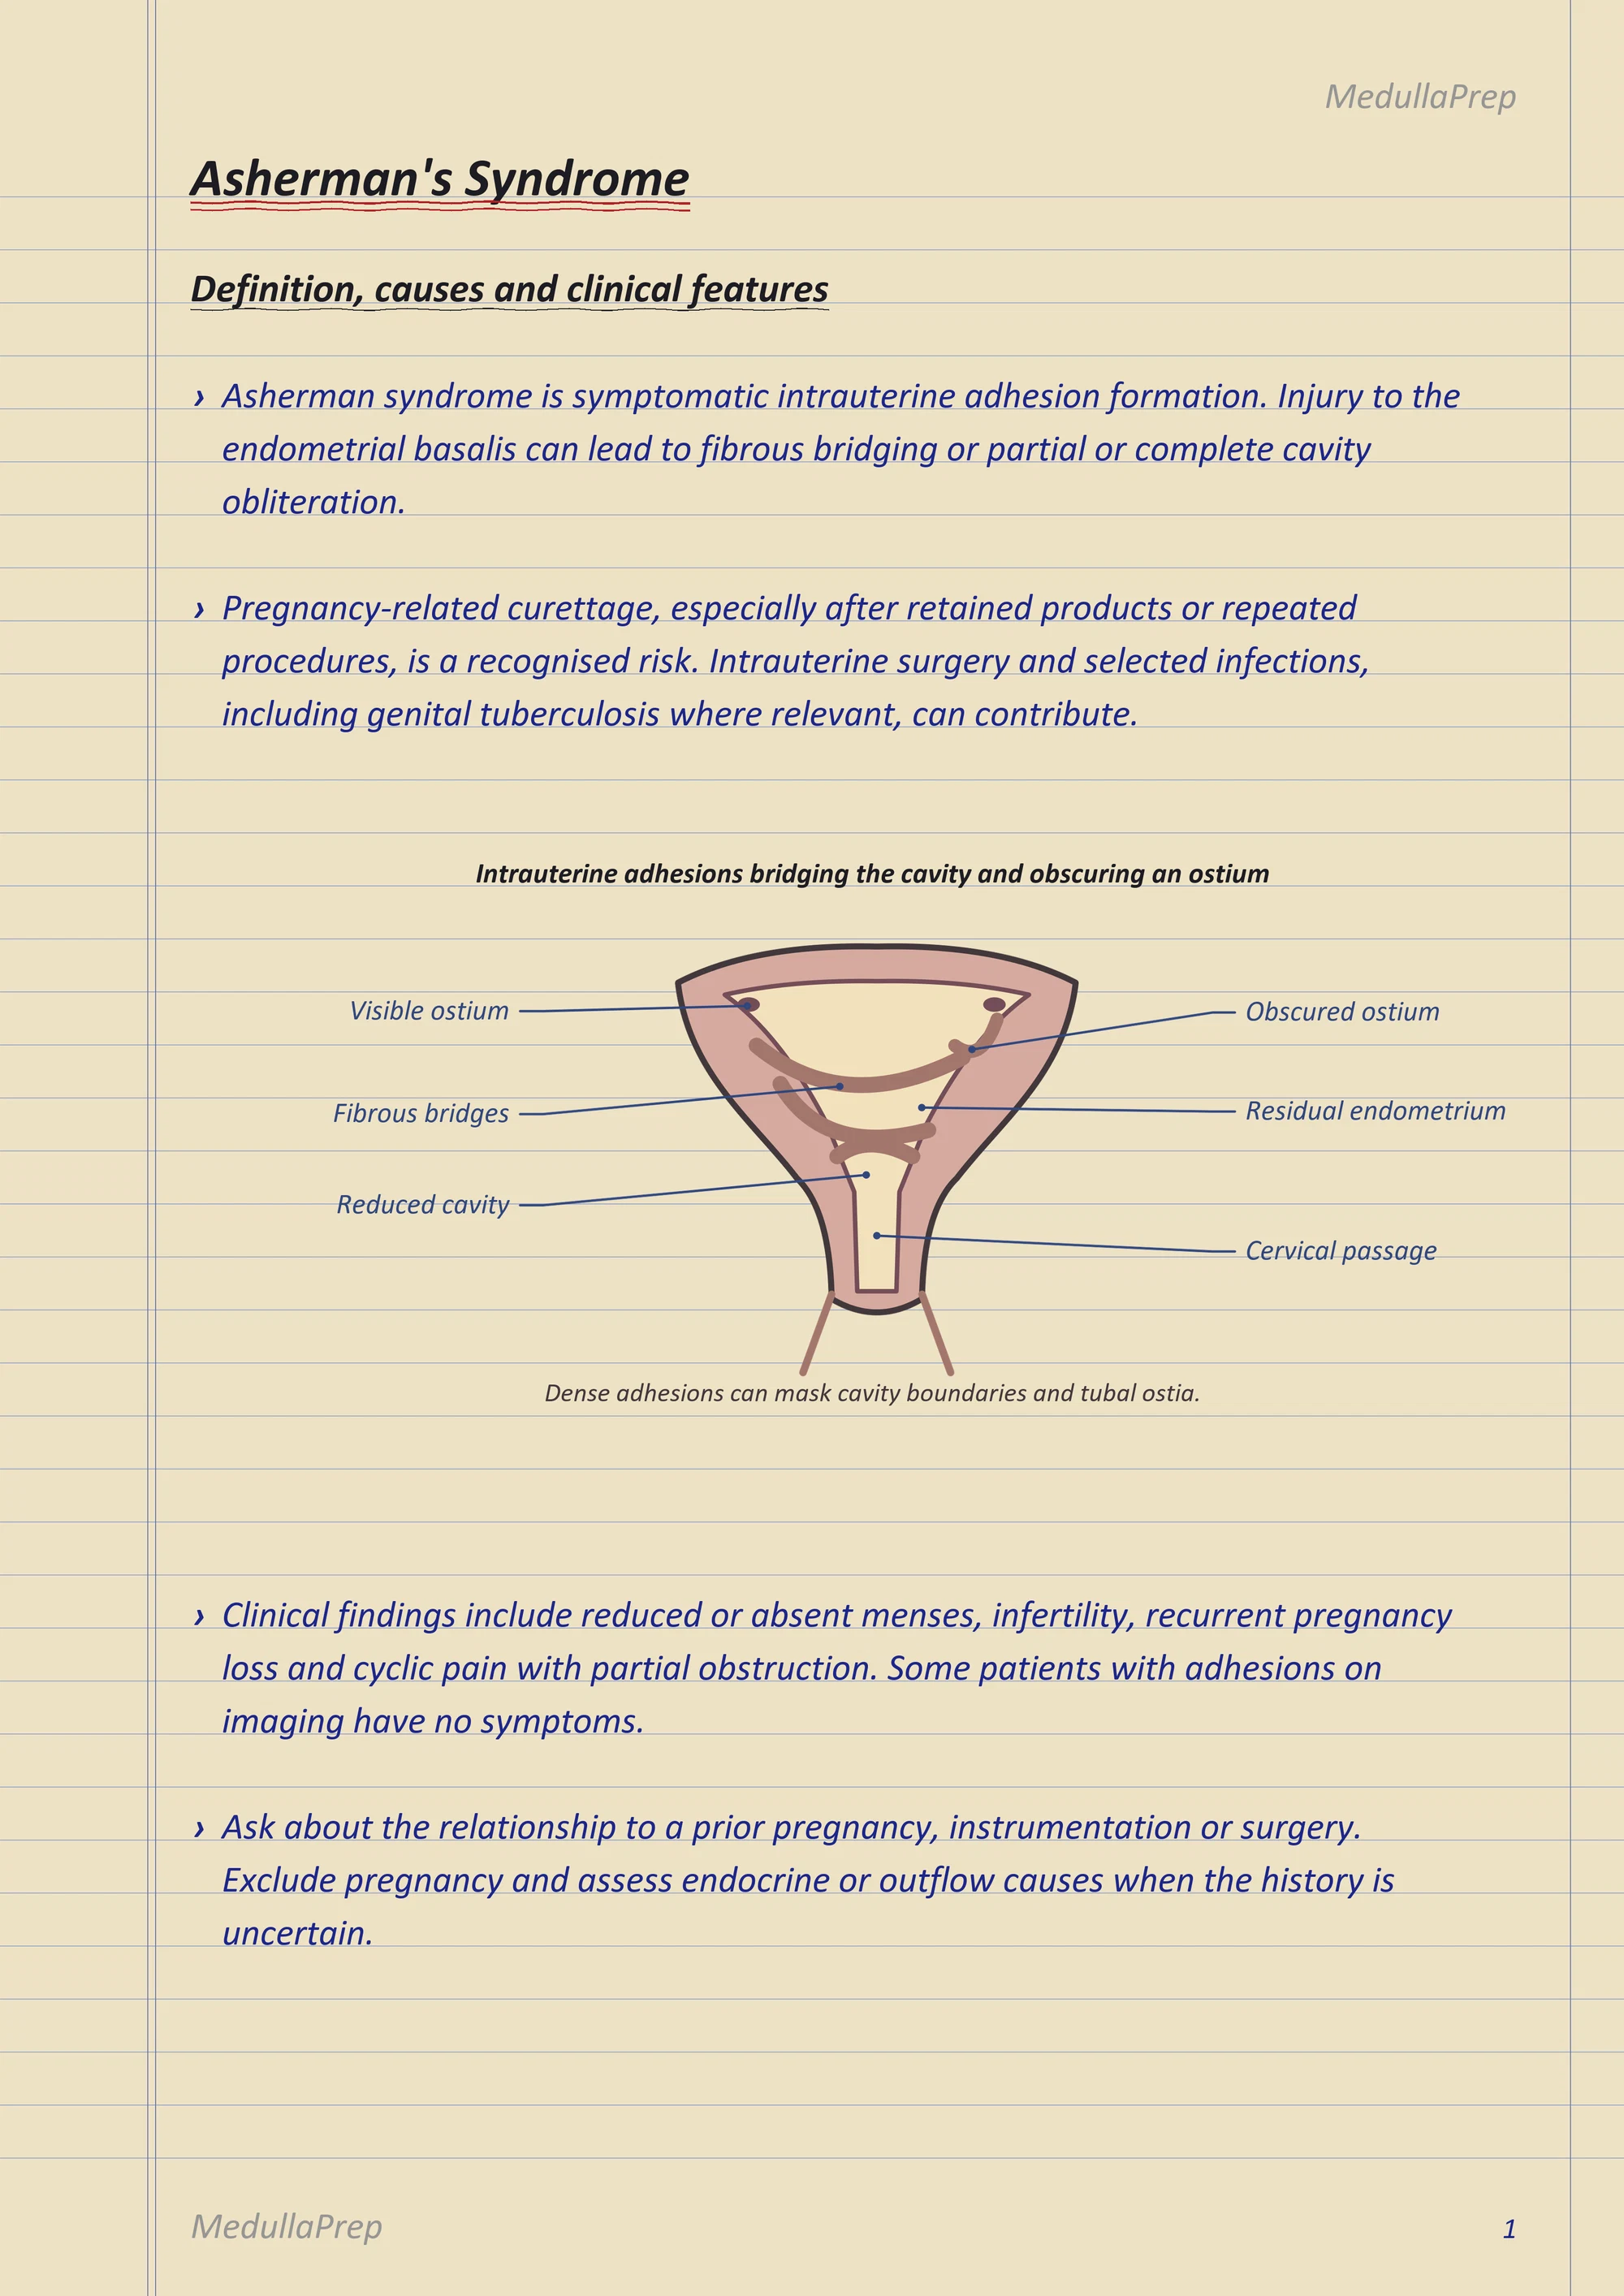 MedullaPrep
Asherman's Syndrome
Definition, causes and clinical features
› Asherman syndrome is symptomatic intrauterine adhesion formation. Injury to the
endometrial basalis can lead to fibrous bridging or partial or complete cavity
obliteration.
› Pregnancy-related curettage, especially after retained products or repeated
procedures, is a recognised risk. Intrauterine surgery and selected infections,
including genital tuberculosis where relevant, can contribute.
Intrauterine adhesions bridging the cavity and obscuring an ostium
Visible ostium
Obscured ostium
Fibrous bridges
Residual endometrium
Reduced cavity
Cervical passage
Dense adhesions can mask cavity boundaries and tubal ostia.
› Clinical findings include reduced or absent menses, infertility, recurrent pregnancy
loss and cyclic pain with partial obstruction. Some patients with adhesions on
imaging have no symptoms.
› Ask about the relationship to a prior pregnancy, instrumentation or surgery.
Exclude pregnancy and assess endocrine or outflow causes when the history is
uncertain.
MedullaPrep
1